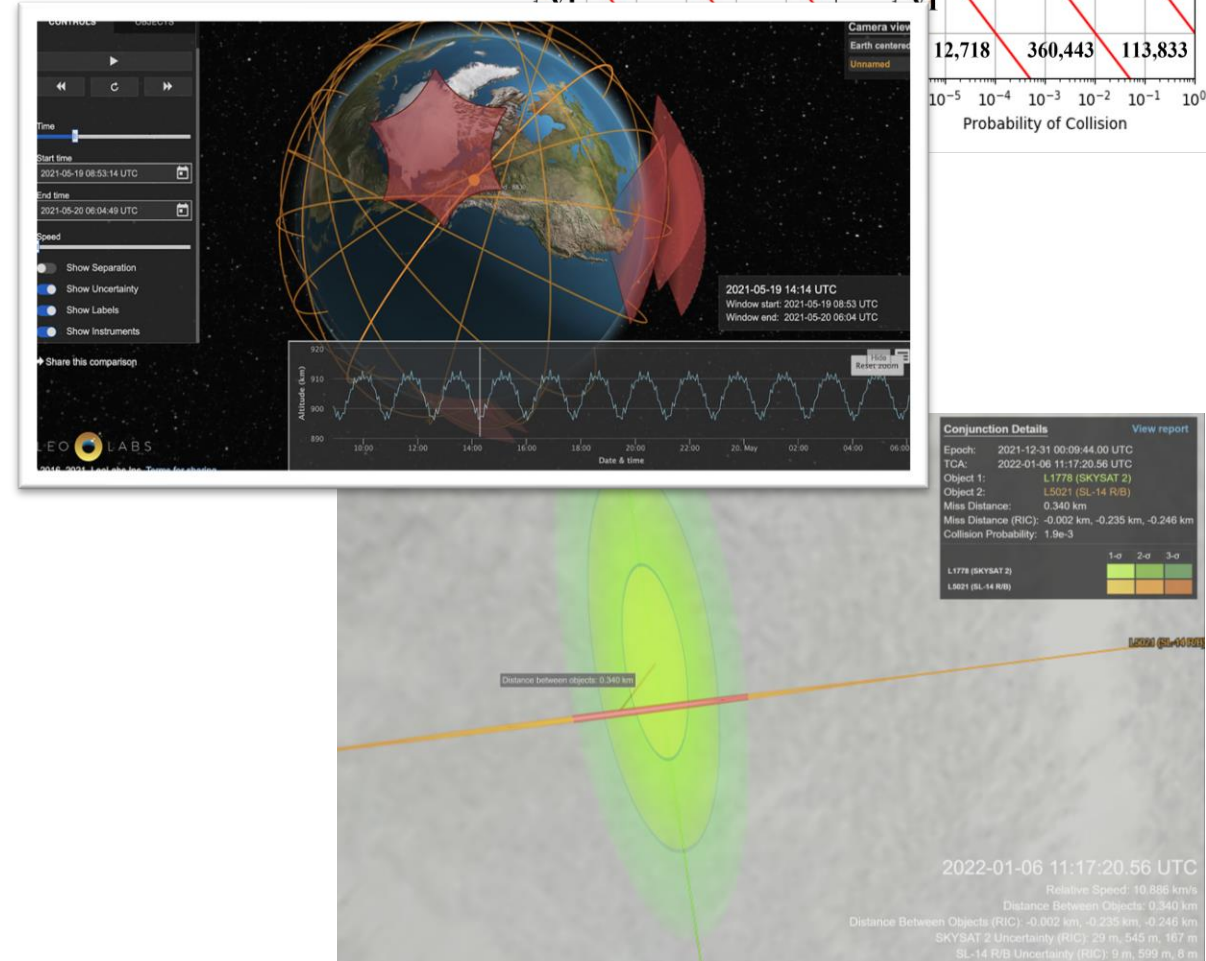 CONTROLS OBJECTS
Time
Start time
2021-05-19 08:53:14 UTC
End time
2021-05-20 06:04:49 UTC
Speed
Show Separation
Show Uncertainty
Show Labels
Show Instruments
Share this comparison
LEO LABS
Camera view
Earth centered
Unnamed
2021-05-19 14:14 UTC
Window start: 2021-05-19 08:53 UTC
Window end: 2021-05-20 06:04 UTC
Hide
Reset zoom
920
910
900
890
Altitude (km)
10:00 12:00 14:00 16:00 18:00 20:00 22:00 20. May 02:00 04:00 06:00
Date & time
12,718 360,443 113,833
10⁻⁵ 10⁻⁴ 10⁻³ 10⁻² 10⁻¹ 10⁰
Probability of Collision
Conjunction Details View report
Epoch: 2021-12-31 00:09:44.00 UTC
TCA: 2022-01-06 11:17:20.56 UTC
Object 1: L1778 (SKYSAT 2)
Object 2: L5021 (SL-14 R/B)
Miss Distance: 0.340 km
Miss Distance (RIC): -0.002 km, -0.235 km, -0.246 km
Collision Probability: 1.9e-3
1-σ 2-σ 3-σ
L1778 (SKYSAT 2)
L5021 (SL-14 R/B)
L5021 (SL-14 R/B)
Distance between objects: 0.340 km
2022-01-06 11:17:20.56 UTC
Relative Speed: 10.886 km/s
Distance Between Objects: 0.340 km
Distance Between Objects (RIC): -0.002 km, -0.235 km, -0.246 km
SKYSAT 2 Uncertainty (RIC): 29 m, 545 m, 167 m
SL-14 R/B Uncertainty (RIC): 9 m, 599 m, 8 m